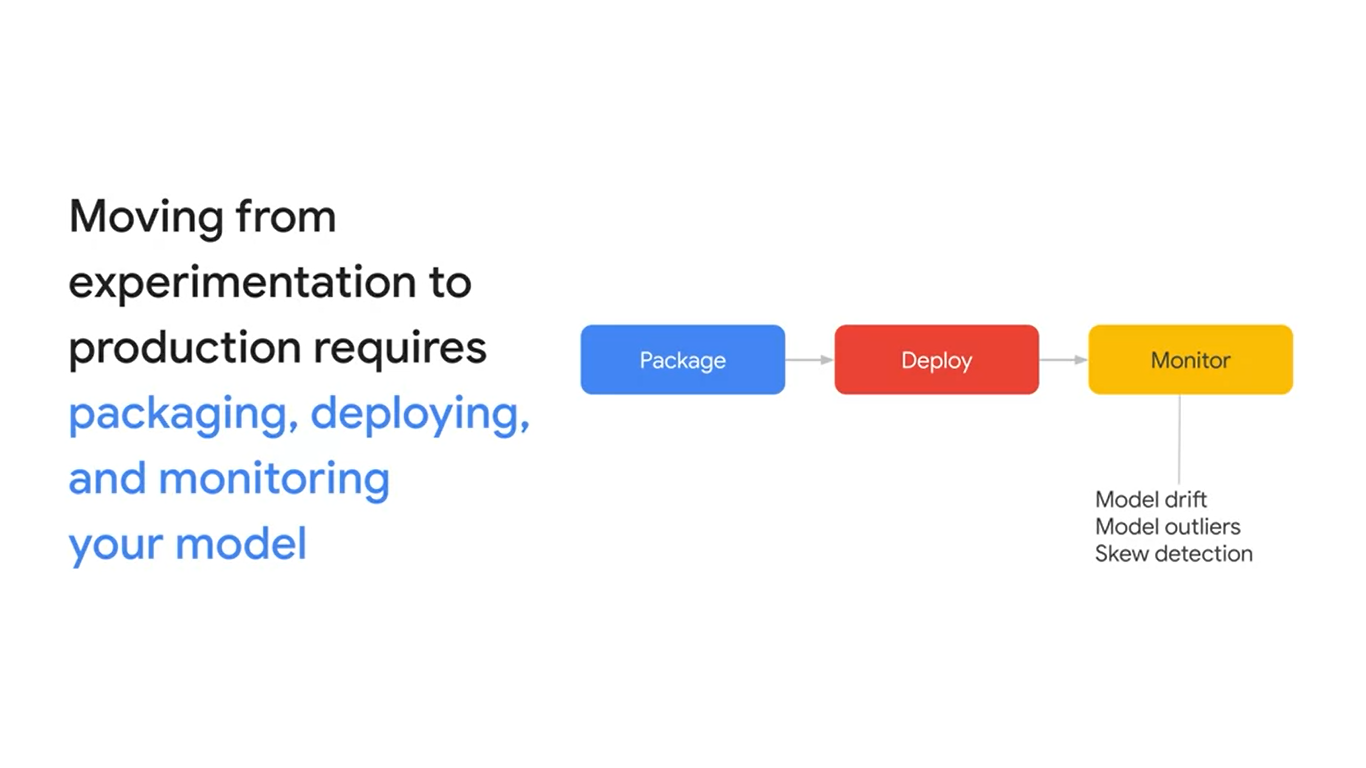 Moving from
experimentation to
production requires
packaging, deploying,
and monitoring
your model
Package
Deploy
Monitor
Model drift
Model outliers
Skew detection